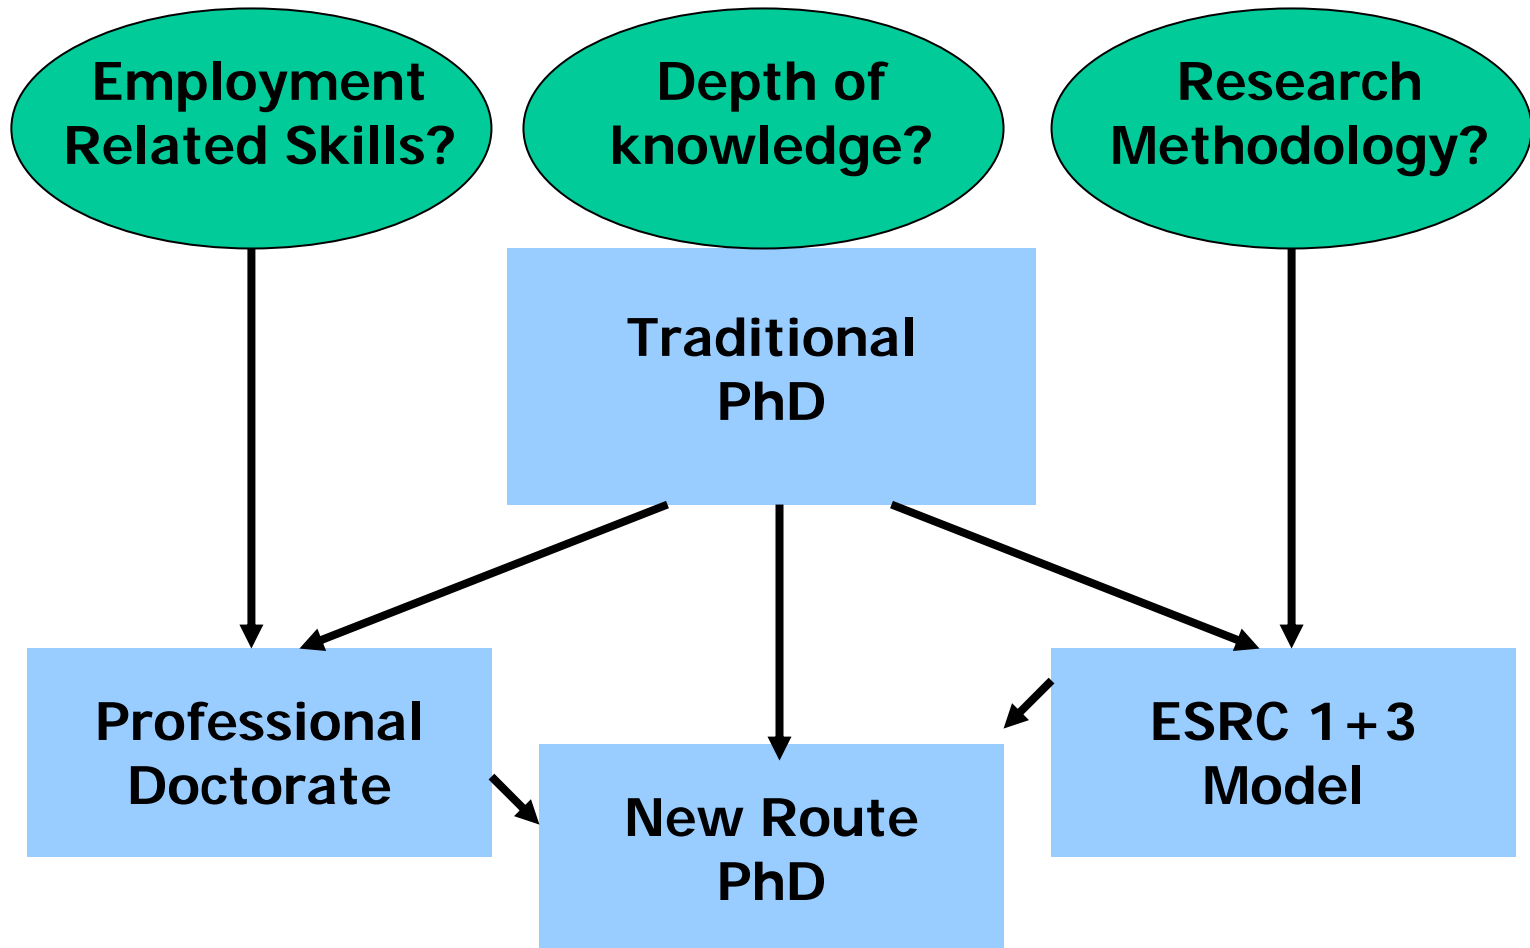 Employment
Related Skills?
Depth of
knowledge?
Research
Methodology?
Traditional
PhD
Professional
Doctorate
ESRC 1+3
Model
New Route
PhD